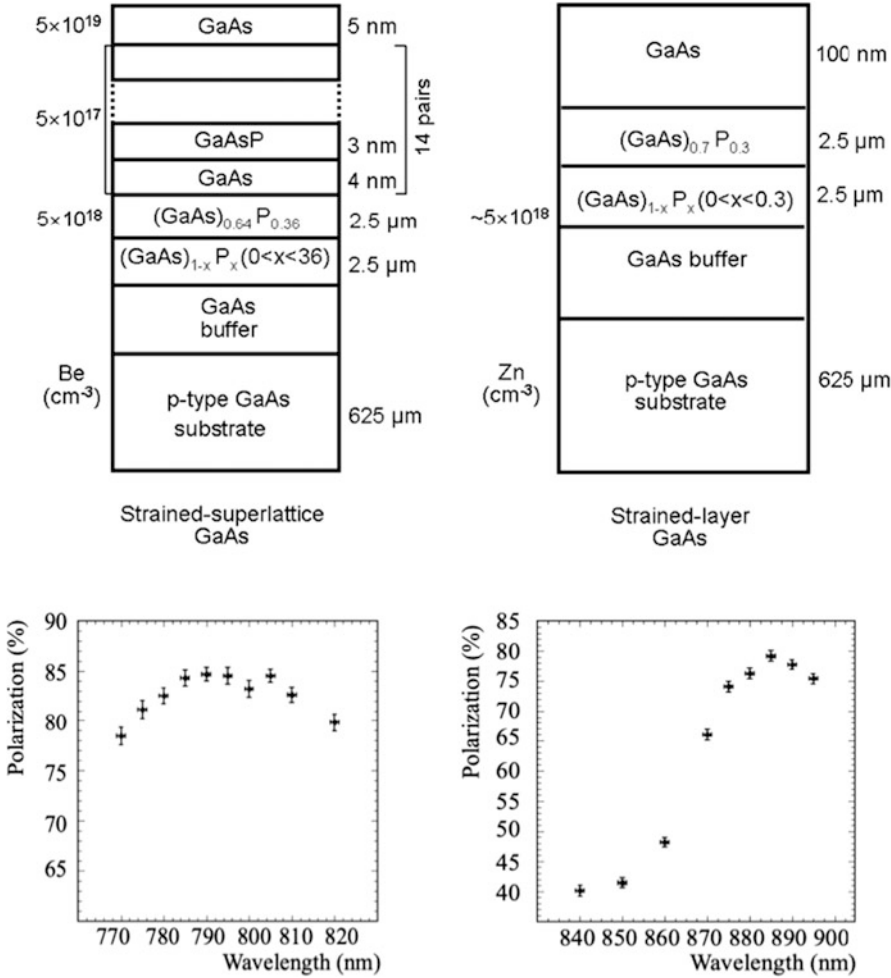 5×10¹⁹ GaAs 5 nm
5×10¹⁷
GaAsP 3 nm
GaAs 4 nm
14 pairs
5×10¹⁸ (GaAs)₀.₆₄ P₀.₃₆ 2.5 µm
(GaAs)₁₋ₓ Pₓ (0<x<36) 2.5 µm
GaAs
buffer
Be
(cm⁻³)
p-type GaAs
substrate
625 µm
Strained-superlattice
GaAs
GaAs 100 nm
(GaAs)₀.₇ P₀.₃ 2.5 µm
(GaAs)₁₋ₓ Pₓ (0<x<0.3) 2.5 µm
~5×10¹⁸
GaAs buffer
Zn
(cm⁻³)
p-type GaAs
substrate
625 µm
Strained-layer
GaAs
Polarization (%)
90
85
80
75
70
65
770 780 790 800 810 820
Wavelength (nm)
Polarization (%)
85
80
75
70
65
60
55
50
45
40
840 850 860 870 880 890 900
Wavelength (nm)